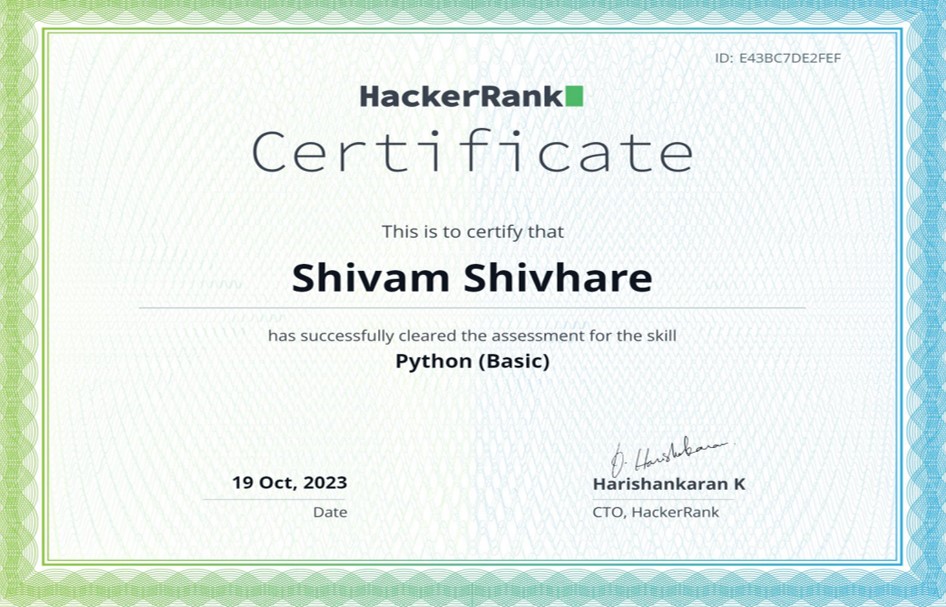 ID: E43BC7DE2FEF
HackerRank
Certificate
This is to certify that
Shivam Shivhare
has successfully cleared the assessment for the skill
Python (Basic)
19 Oct, 2023
Date
Harishankaran
Harishankaran K
CTO, HackerRank